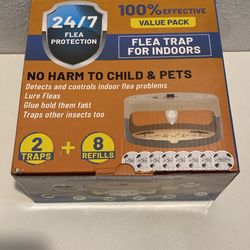 24/7
FLEA
PROTECTION
100% EFFECTIVE
VALUE PACK
FLEA TRAP
FOR INDOORS
NO HARM TO CHILD & PETS
Detects and controls indoor flea problems
Lure Fleas
Glue hold them fast
Traps other insects too
2
TRAPS
+
8
REFILLS